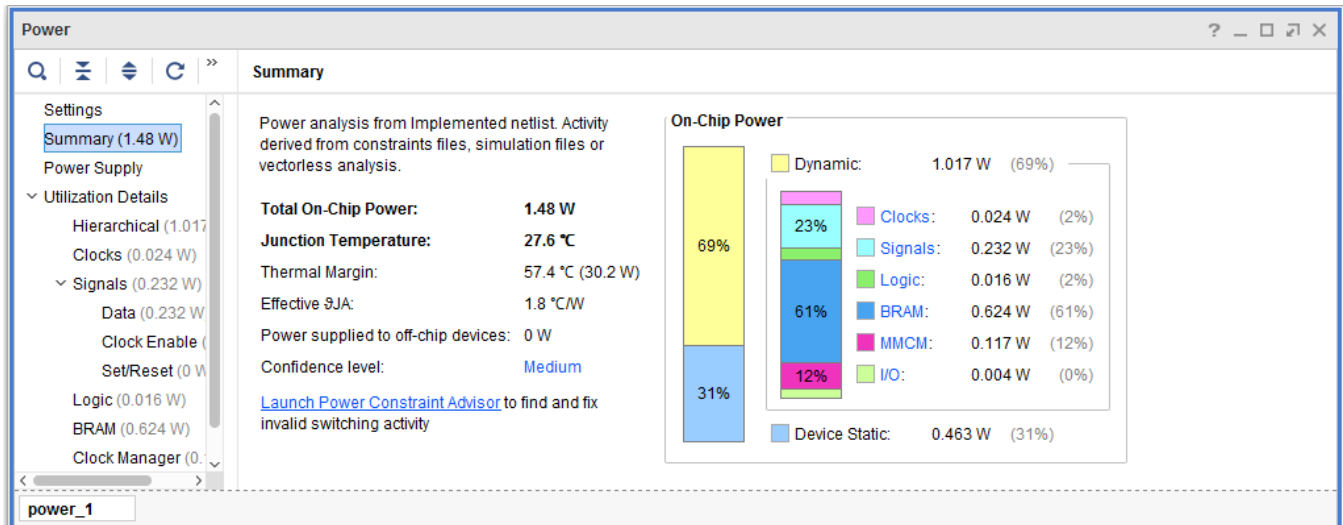 Power
?
»
Summary
Settings
Summary (1.48 W)
Power Supply
Utilization Details
Hierarchical (1.017
Clocks (0.024 W)
Signals (0.232 W)
Data (0.232 W
Clock Enable (
Set/Reset (0 W
Logic (0.016 W)
BRAM (0.624 W)
Clock Manager (0.
Power analysis from Implemented netlist. Activity
derived from constraints files, simulation files or
vectorless analysis.
Total On-Chip Power: 1.48 W
Junction Temperature: 27.6 °C
Thermal Margin: 57.4 °C (30.2 W)
Effective ϑJA: 1.8 °C/W
Power supplied to off-chip devices: 0 W
Confidence level: Medium
Launch Power Constraint Advisor to find and fix
invalid switching activity
On-Chip Power
69%
31%
Dynamic: 1.017 W (69%)
23%
61%
12%
Clocks: 0.024 W (2%)
Signals: 0.232 W (23%)
Logic: 0.016 W (2%)
BRAM: 0.624 W (61%)
MMCM: 0.117 W (12%)
I/O: 0.004 W (0%)
Device Static: 0.463 W (31%)
power_1